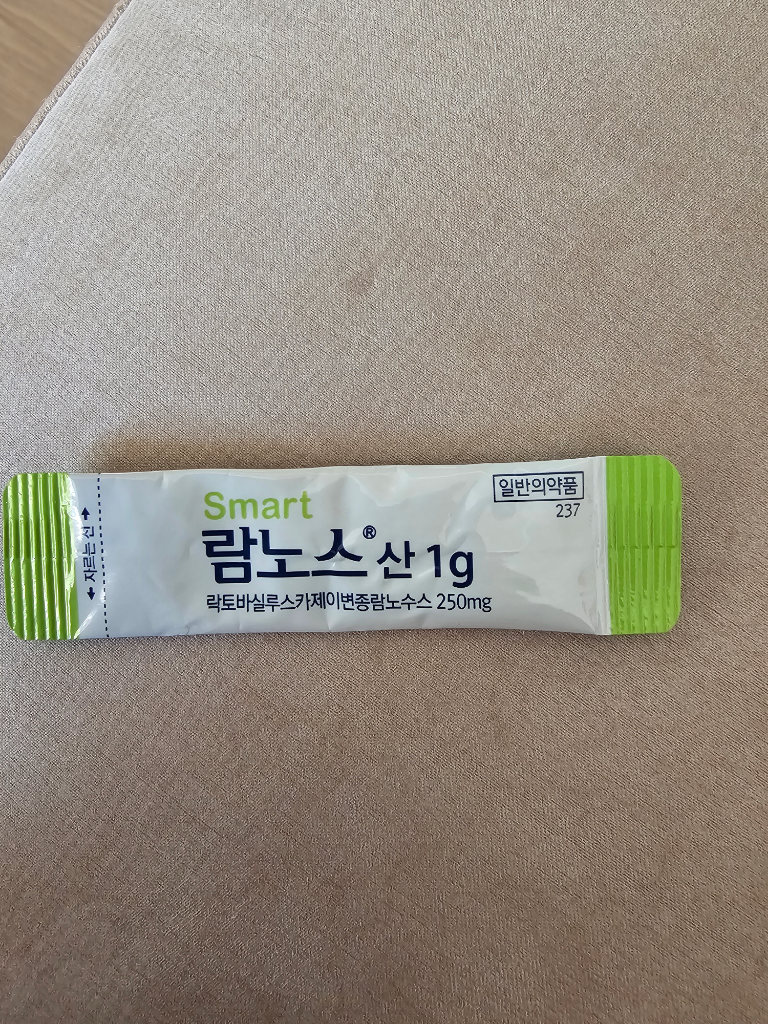 Smart
람노스® 산 1g
락토바실루스카제이변종람노수스 250mg
일반의약품
237
자르는 선